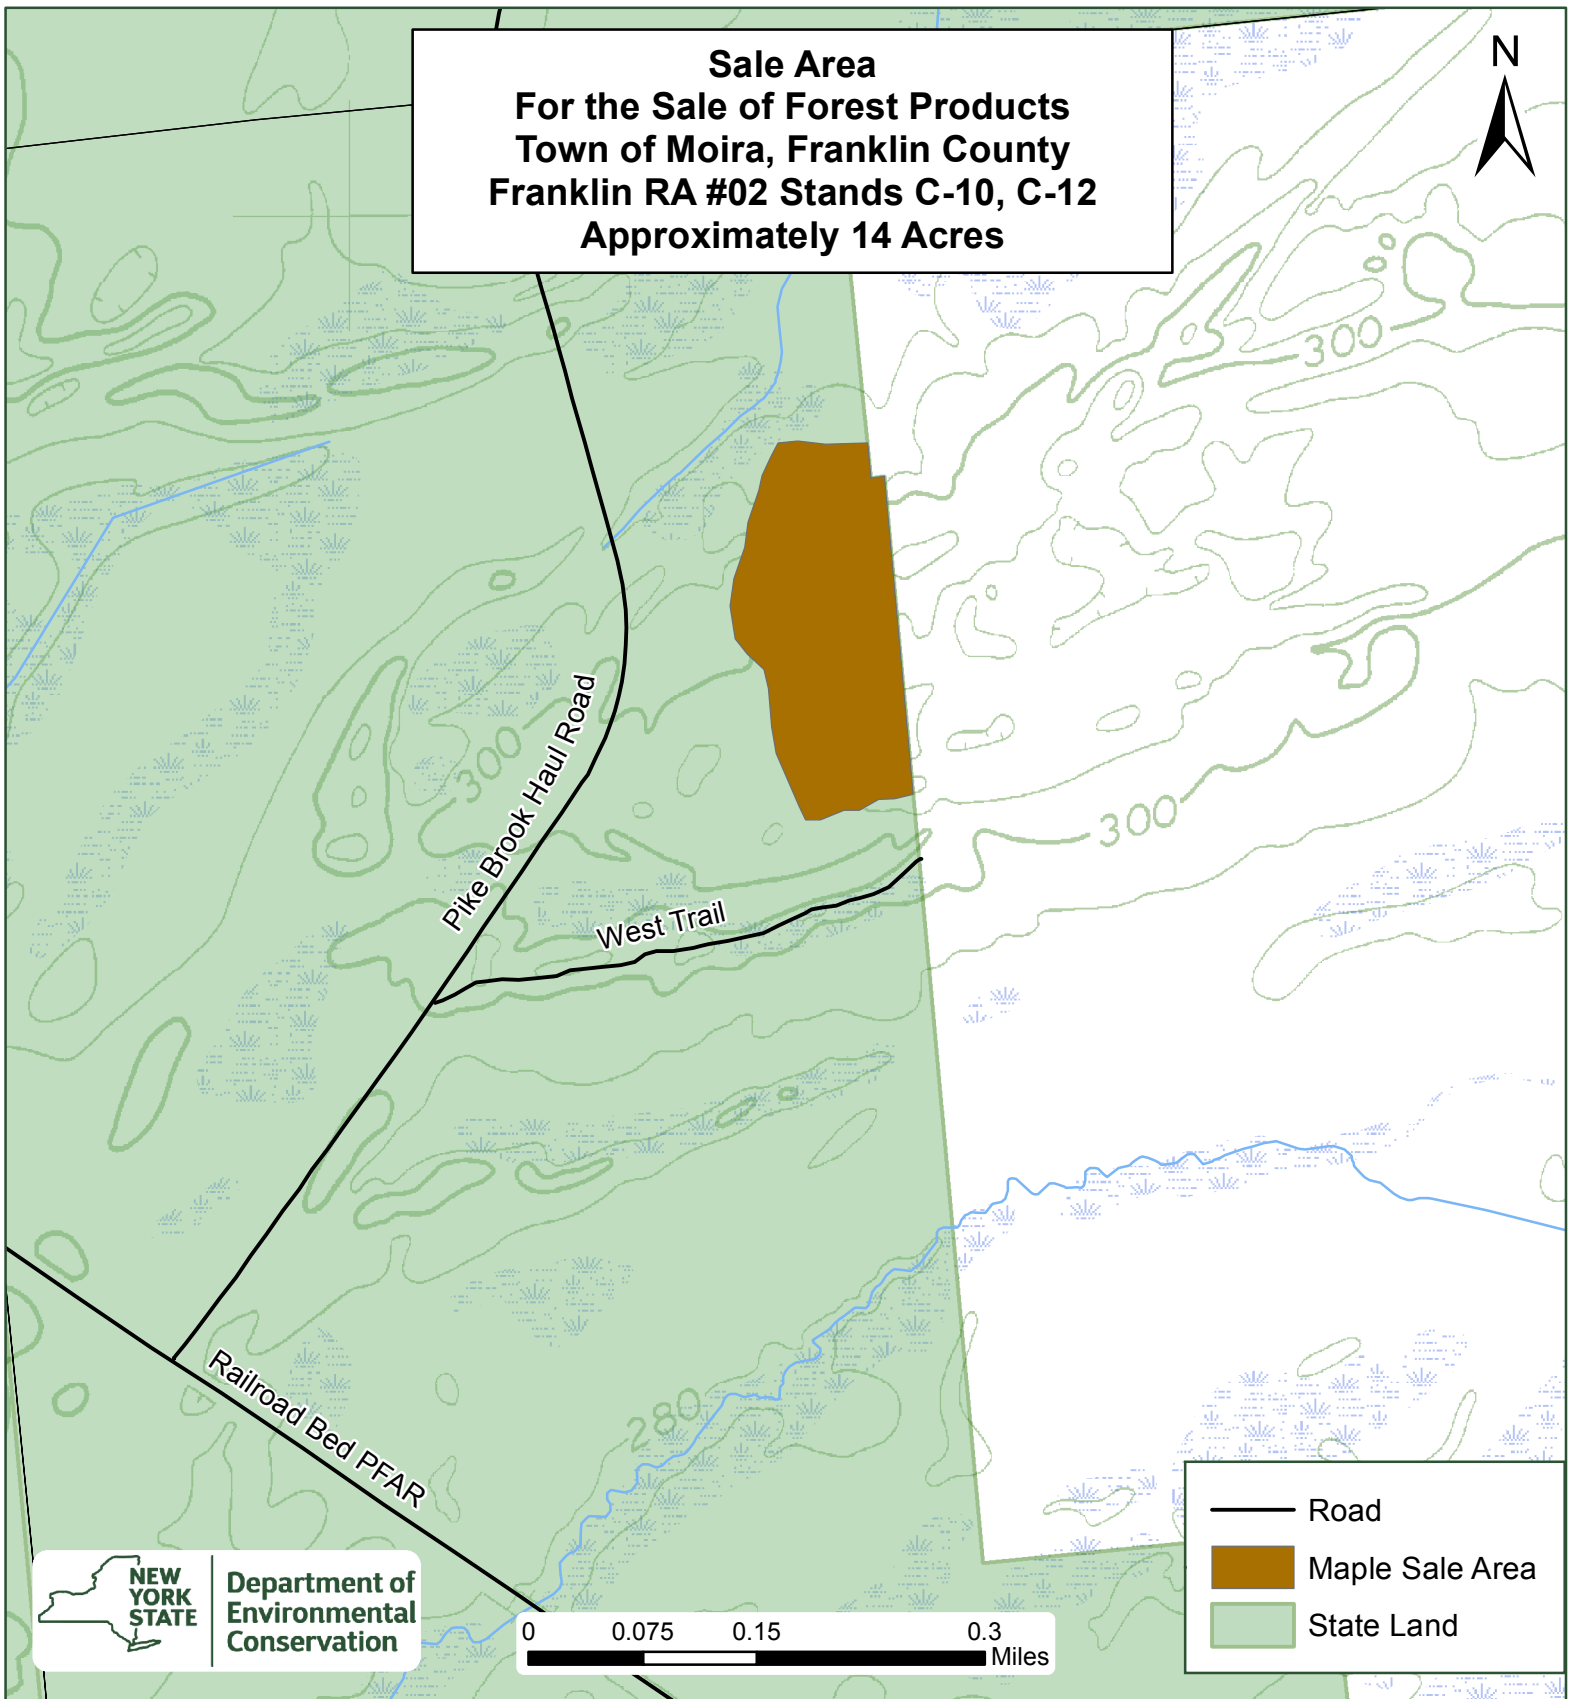 Sale Area
For the Sale of Forest Products
Town of Moira, Franklin County
Franklin RA #02 Stands C-10, C-12
Approximately 14 Acres
N
300
Pike Brook Haul Road
300
300
West Trail
280
Railroad Bed PFAR
Road
Maple Sale Area
State Land
NEW
YORK
STATE
Department of
Environmental
Conservation
0 0.075 0.15 0.3
Miles